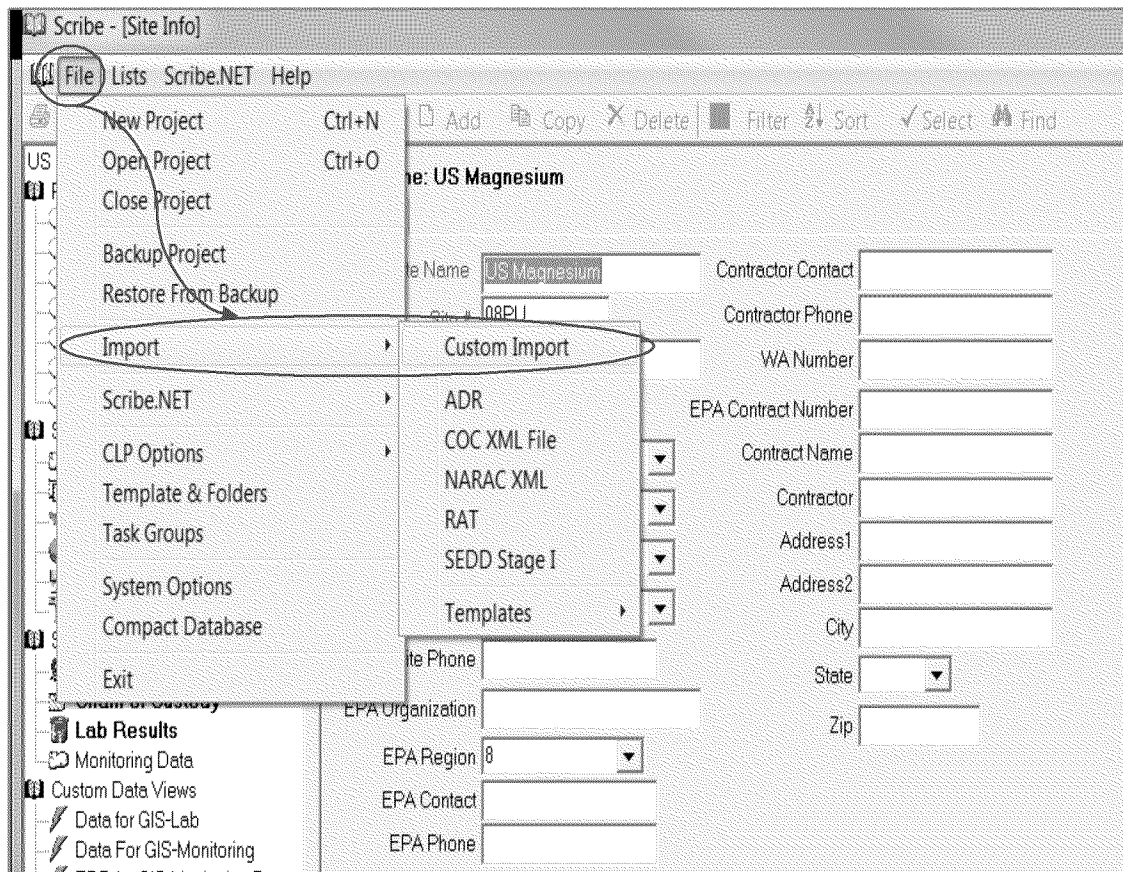 Scribe - [Site Info]
File Lists Scribe.NET Help
Add Copy Delete Filter Sort Select Find
New Project Ctrl+N
Open Project Ctrl+O
Close Project
Backup Project
Restore From Backup
Import
Scribe.NET
CLP Options
Template & Folders
Task Groups
System Options
Compact Database
Exit
Custom Import
ADR
COC XML File
NARAC XML
RAT
SEDD Stage I
Templates
US
US Magnesium
US Magnesium
Contractor Contact
Contractor Phone
WA Number
EPA Contract Number
Contract Name
Contractor
Address1
Address2
City
State
Zip
Phone
EPA Organization
EPA Region 8
EPA Contact
EPA Phone
Chain of Custody
Lab Results
Monitoring Data
Custom Data Views
Data for GIS-Lab
Data For GIS-Monitoring